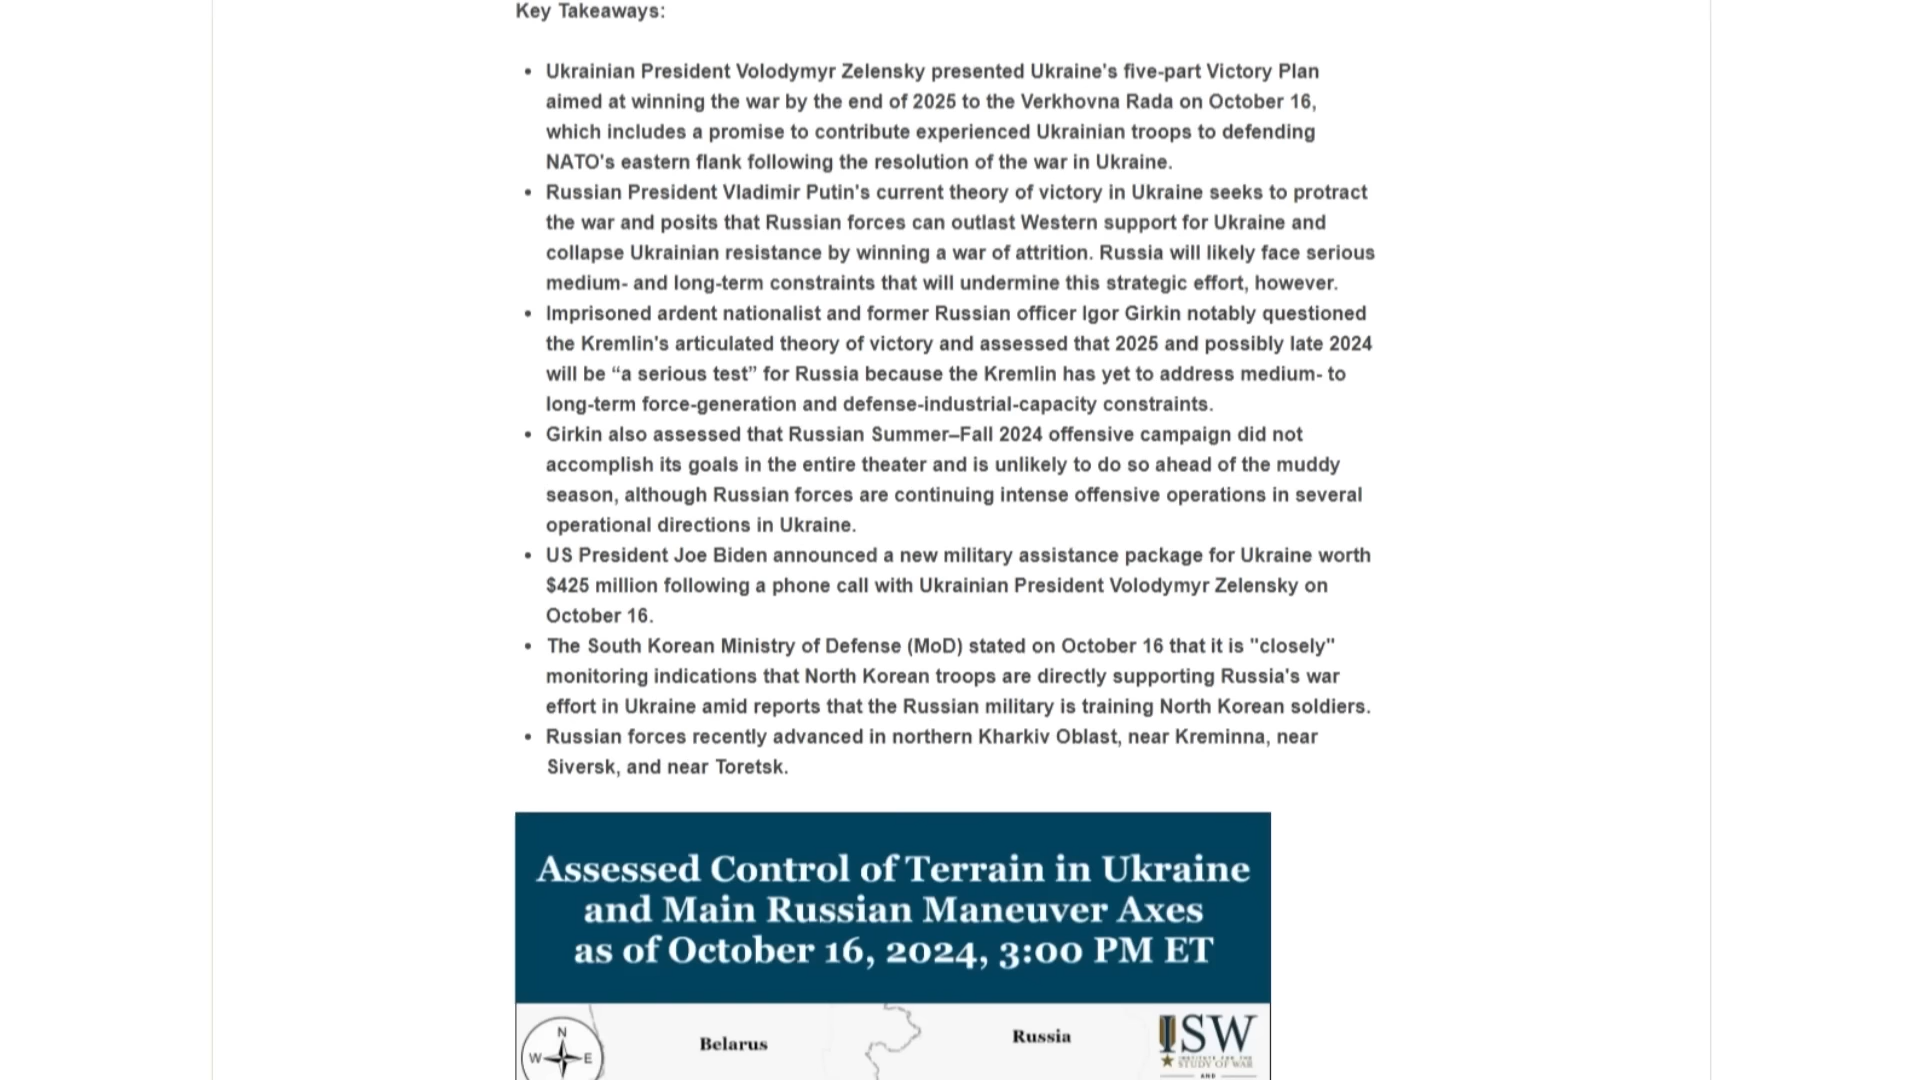 Key Takeaways:
• Ukrainian President Volodymyr Zelensky presented Ukraine's five-part Victory Plan
aimed at winning the war by the end of 2025 to the Verkhovna Rada on October 16,
which includes a promise to contribute experienced Ukrainian troops to defending
NATO's eastern flank following the resolution of the war in Ukraine.
• Russian President Vladimir Putin's current theory of victory in Ukraine seeks to protract
the war and posits that Russian forces can outlast Western support for Ukraine and
collapse Ukrainian resistance by winning a war of attrition. Russia will likely face serious
medium- and long-term constraints that will undermine this strategic effort, however.
• Imprisoned ardent nationalist and former Russian officer Igor Girkin notably questioned
the Kremlin's articulated theory of victory and assessed that 2025 and possibly late 2024
will be “a serious test” for Russia because the Kremlin has yet to address medium- to
long-term force-generation and defense-industrial-capacity constraints.
• Girkin also assessed that Russian Summer–Fall 2024 offensive campaign did not
accomplish its goals in the entire theater and is unlikely to do so ahead of the muddy
season, although Russian forces are continuing intense offensive operations in several
operational directions in Ukraine.
• US President Joe Biden announced a new military assistance package for Ukraine worth
$425 million following a phone call with Ukrainian President Volodymyr Zelensky on
October 16.
• The South Korean Ministry of Defense (MoD) stated on October 16 that it is "closely"
monitoring indications that North Korean troops are directly supporting Russia's war
effort in Ukraine amid reports that the Russian military is training North Korean soldiers.
• Russian forces recently advanced in northern Kharkiv Oblast, near Kreminna, near
Siversk, and near Toretsk.
Assessed Control of Terrain in Ukraine
and Main Russian Maneuver Axes
as of October 16, 2024, 3:00 PM ET
N
W E
Belarus
Russia
ISW
INSTITUTE FOR THE
STUDY OF WAR
AND